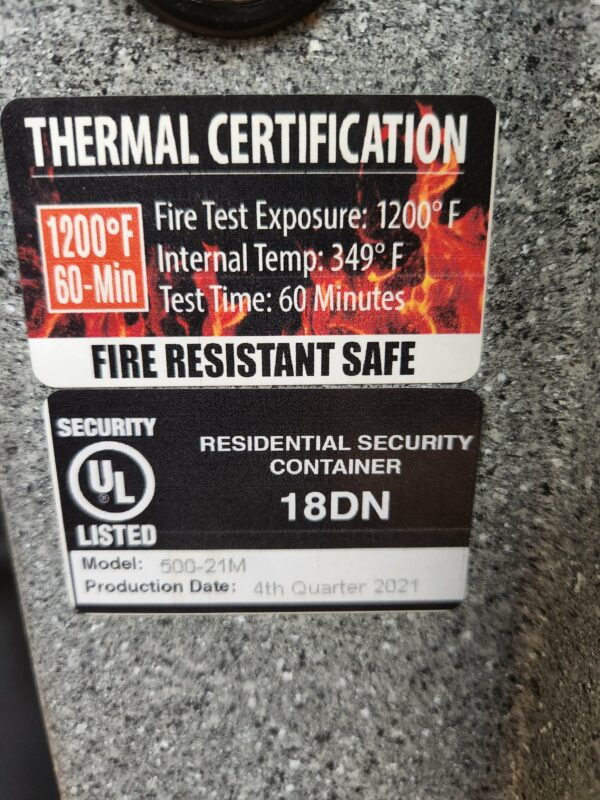 THERMAL CERTIFICATION
1200°F
60-Min
Fire Test Exposure: 1200° F
Internal Temp: 349° F
Test Time: 60 Minutes
FIRE RESISTANT SAFE
SECURITY
UL
®
LISTED
RESIDENTIAL SECURITY
CONTAINER
18DN
Model: 500-21M
Production Date: 4th Quarter 2021